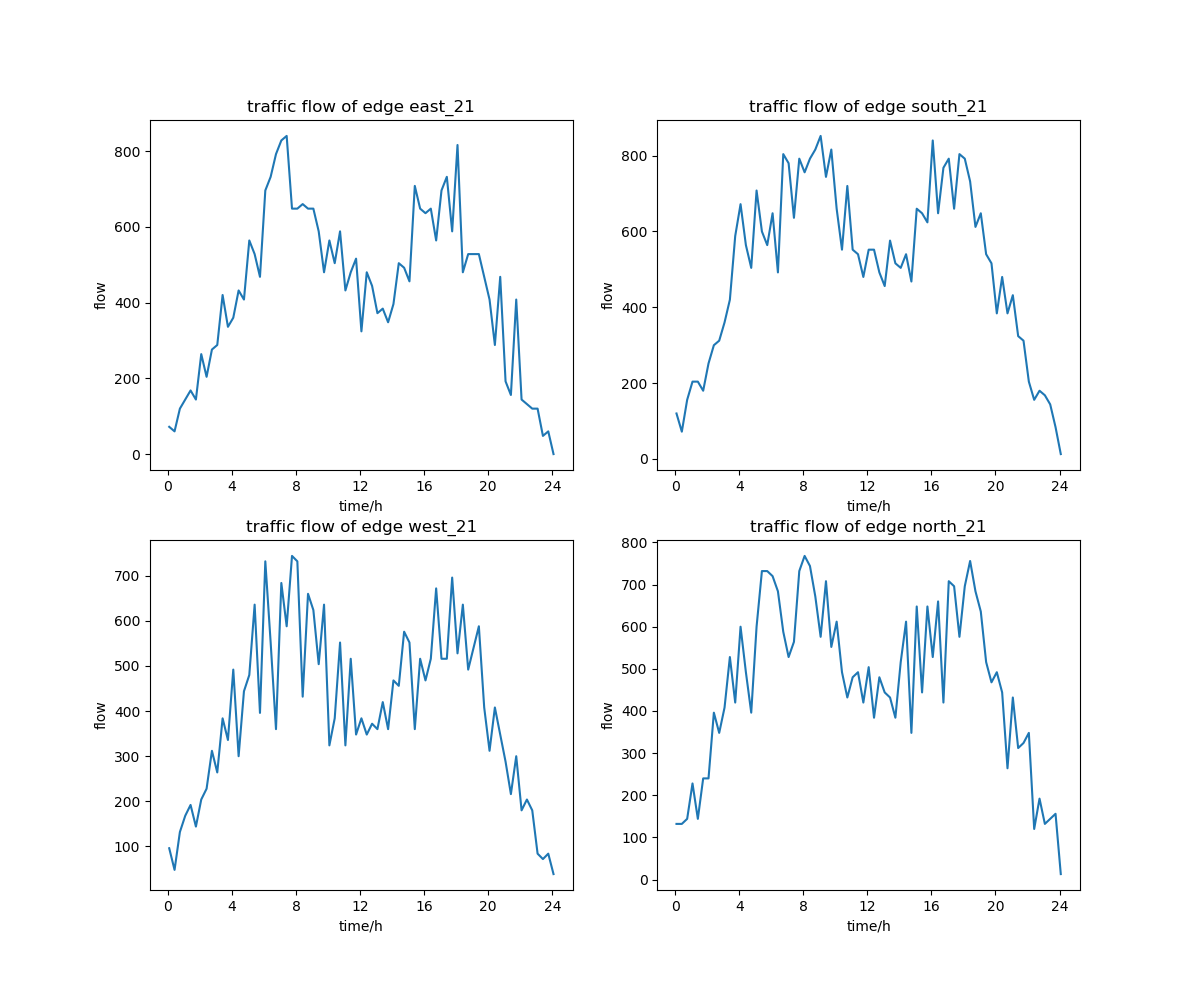 traffic flow of edge east_21
800
600
400
200
0
flow
0 4 8 12 16 20 24
time/h
traffic flow of edge south_21
800
600
400
200
0
flow
0 4 8 12 16 20 24
time/h
traffic flow of edge west_21
700
600
500
400
300
200
100
flow
0 4 8 12 16 20 24
time/h
traffic flow of edge north_21
800
700
600
500
400
300
200
100
0
flow
0 4 8 12 16 20 24
time/h